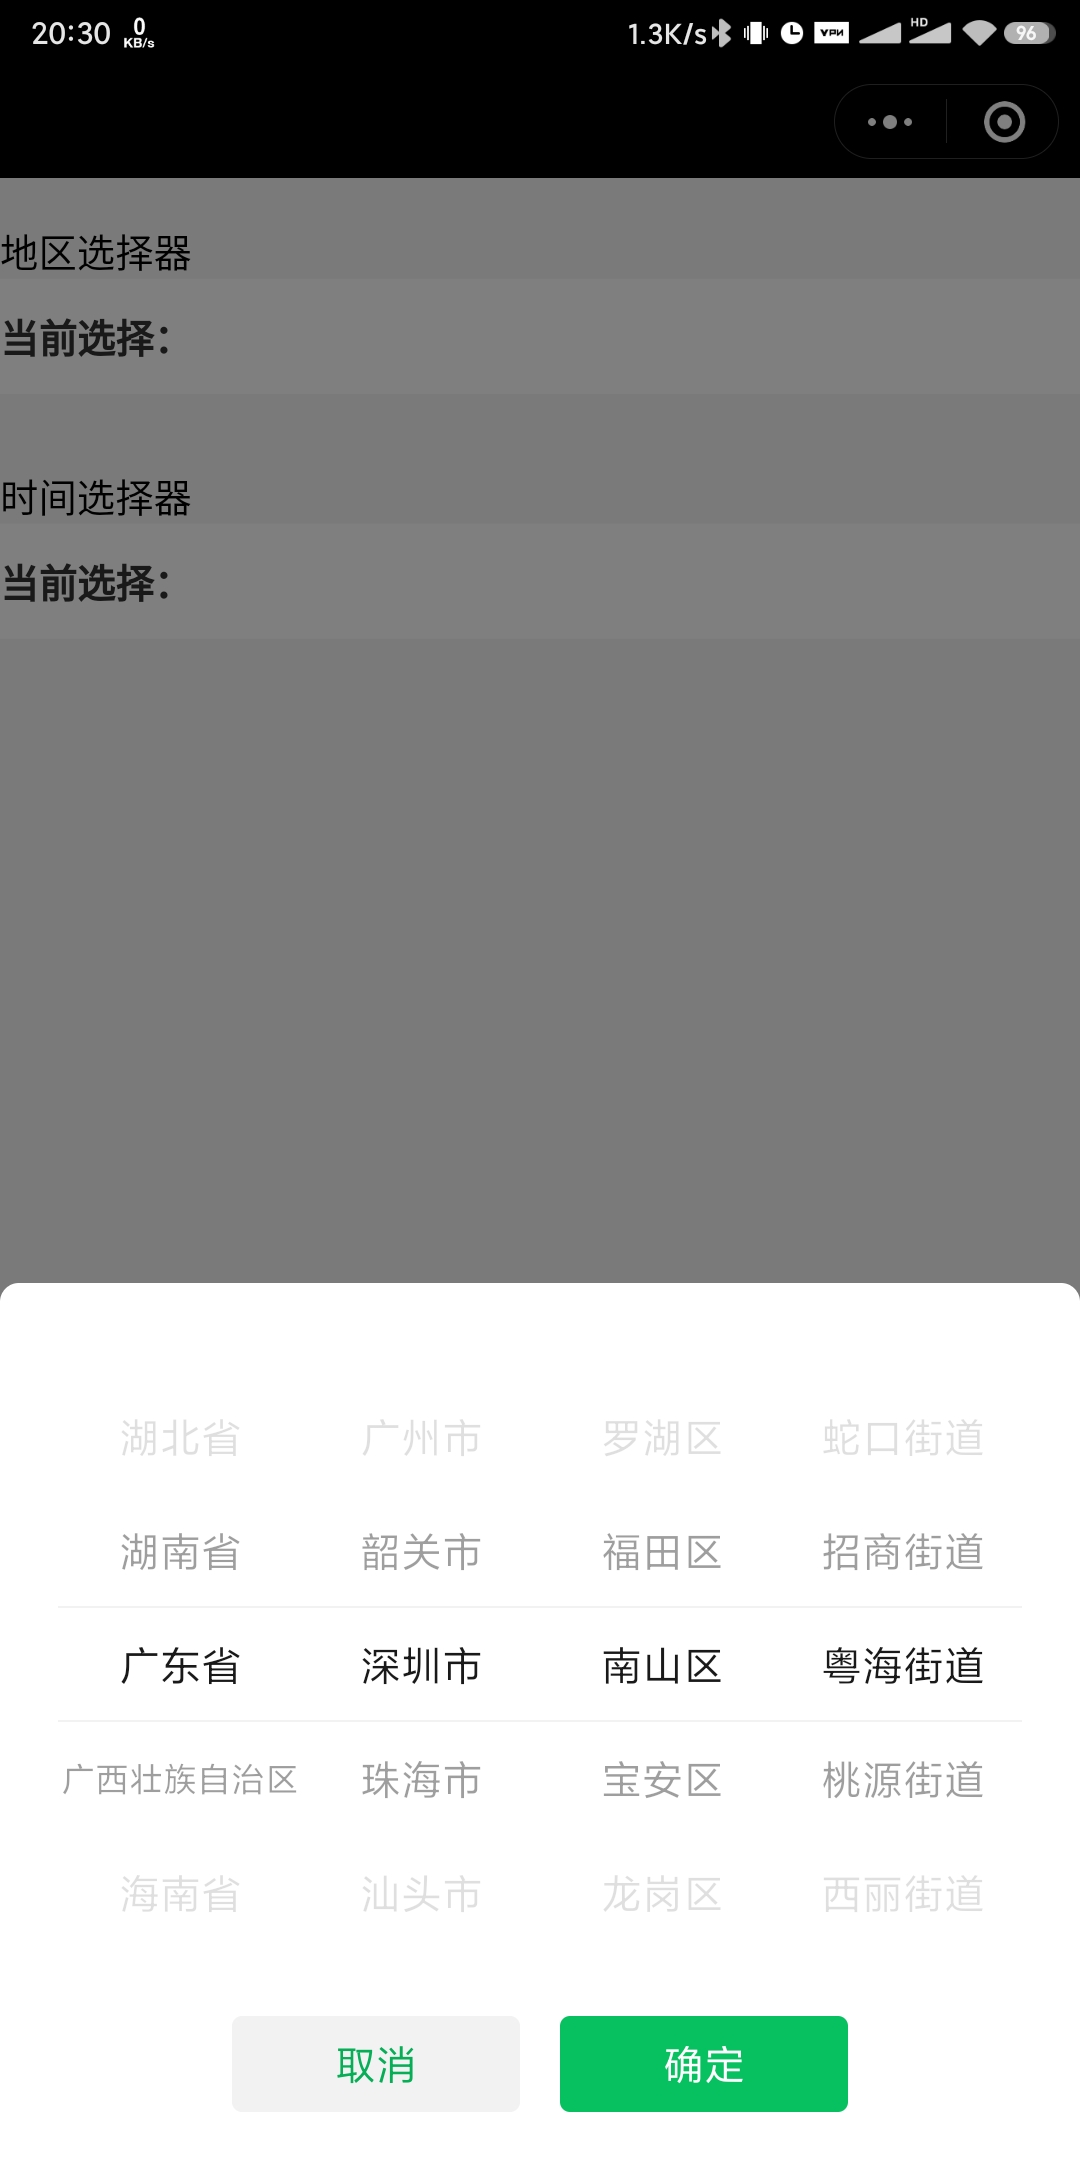 20:30 0 KB/s 1.3K/s VPN HD 96
地区选择器
当前选择：
时间选择器
当前选择：
湖北省 广州市 罗湖区 蛇口街道
湖南省 韶关市 福田区 招商街道
广东省 深圳市 南山区 粤海街道
广西壮族自治区 珠海市 宝安区 桃源街道
海南省 汕头市 龙岗区 西丽街道
取消 确定